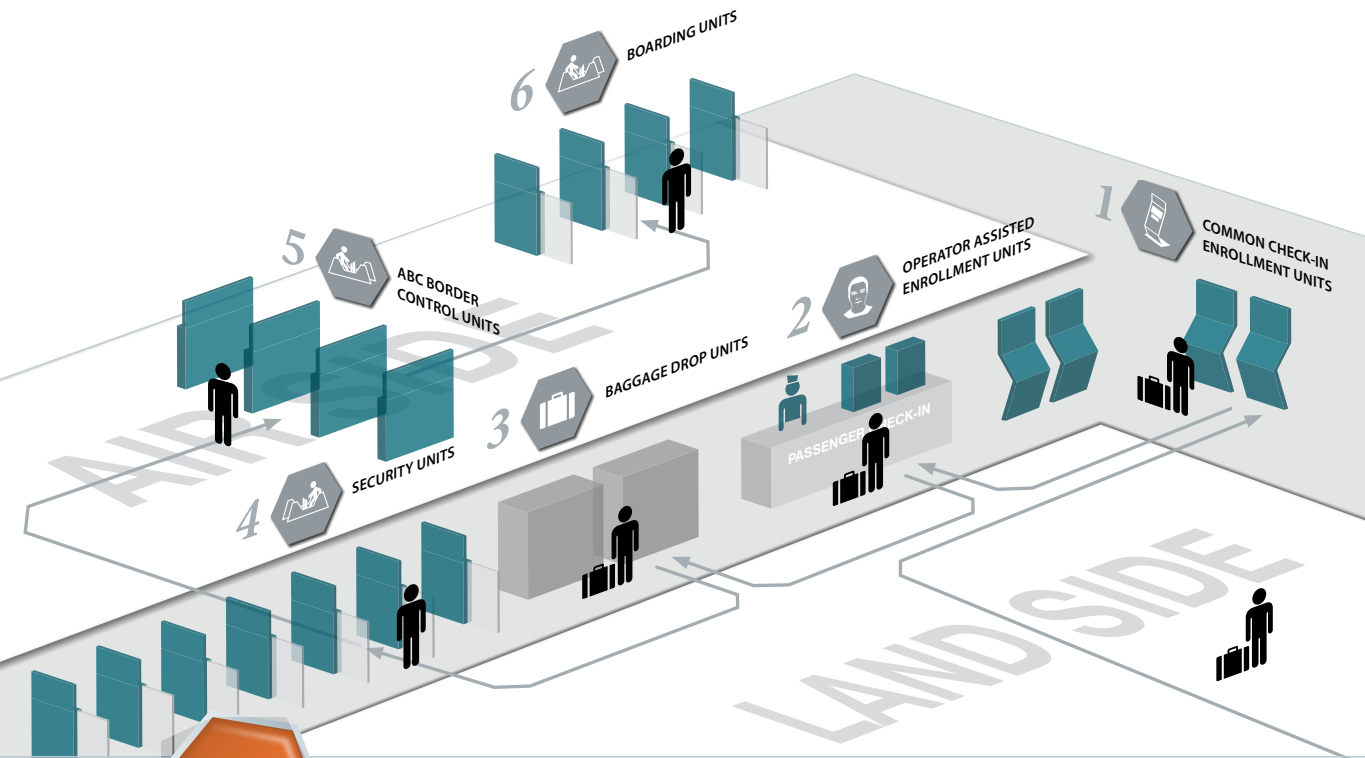 6
BOARDING UNITS
1
COMMON CHECK-IN
ENROLLMENT UNITS
2
OPERATOR ASSISTED
ENROLLMENT UNITS
5
ABC BORDER
CONTROL UNITS
3
BAGGAGE DROP UNITS
4
SECURITY UNITS
PASSENGER CHECK-IN
AIR SIDE
LAND SIDE